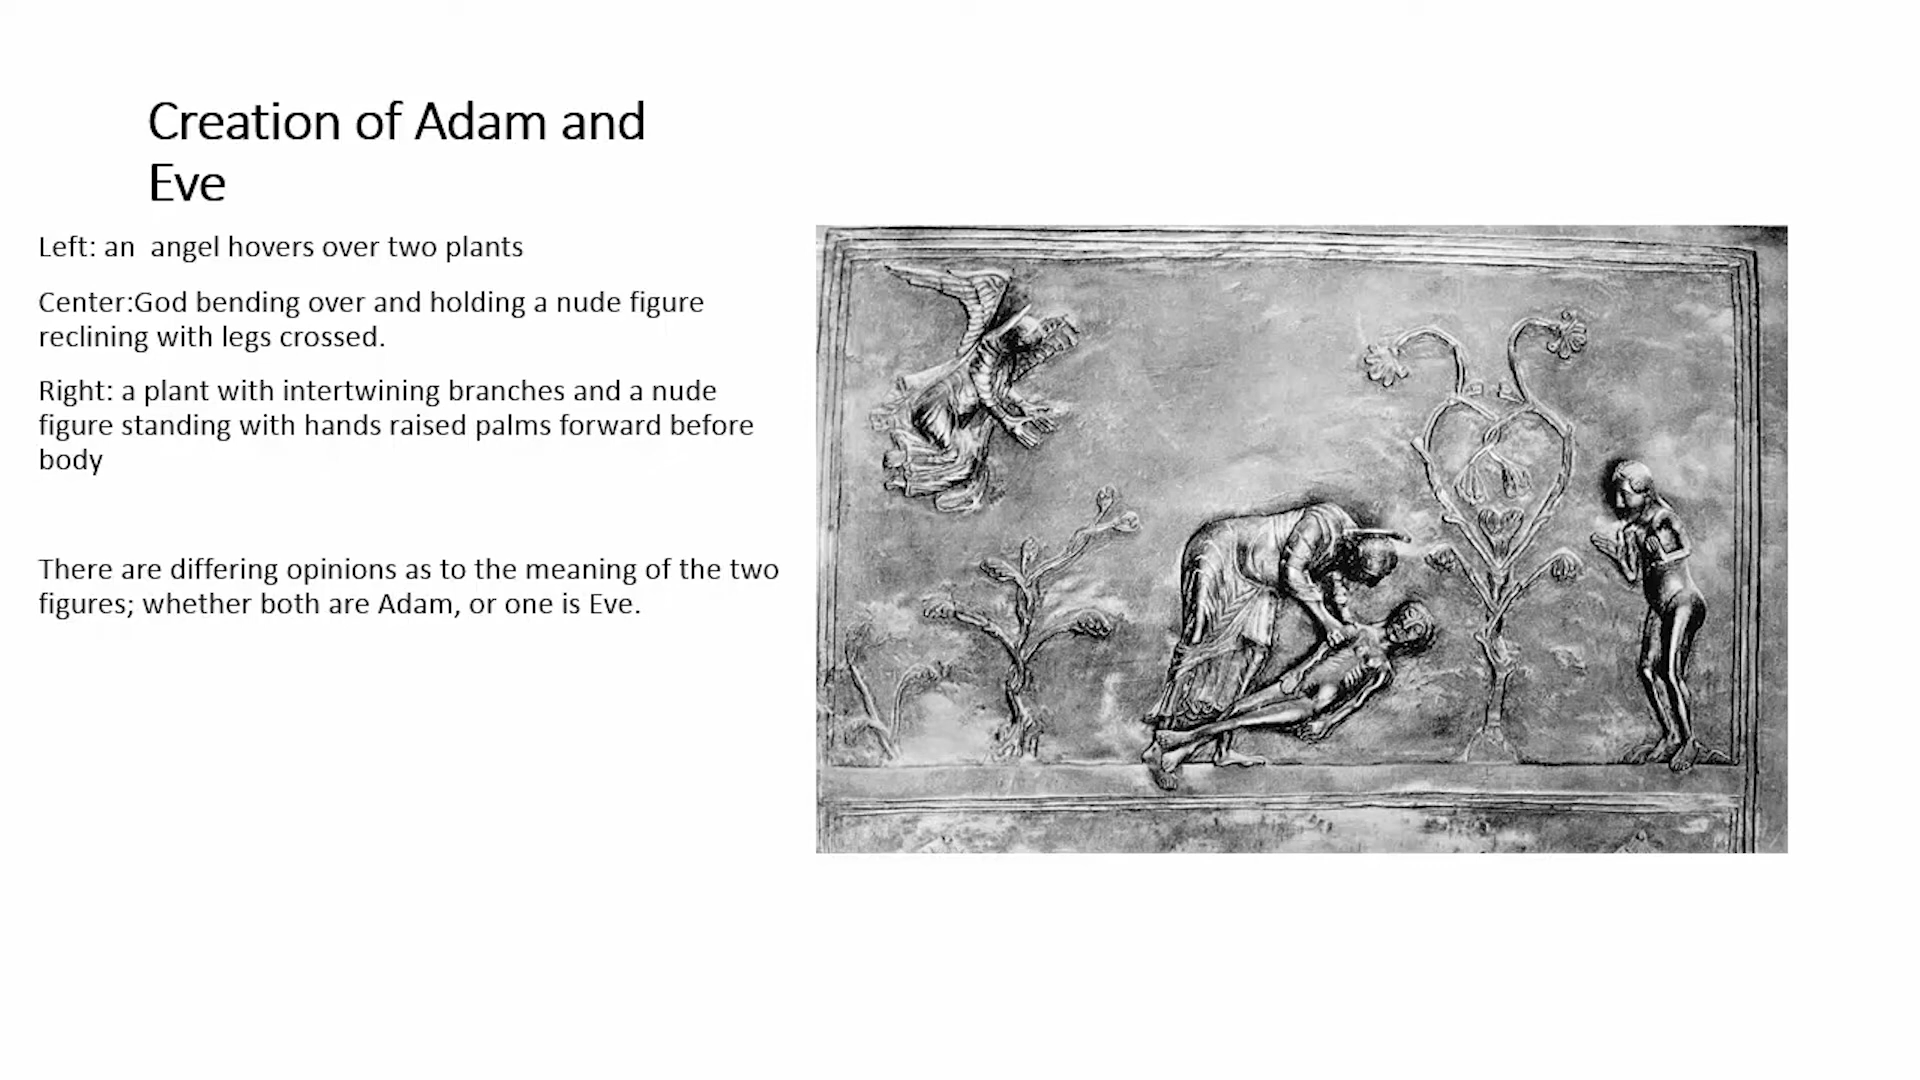 Creation of Adam and
Eve
Left: an  angel hovers over two plants
Center:God bending over and holding a nude figure
reclining with legs crossed.
Right: a plant with intertwining branches and a nude
figure standing with hands raised palms forward before
body
There are differing opinions as to the meaning of the two
figures; whether both are Adam, or one is Eve.